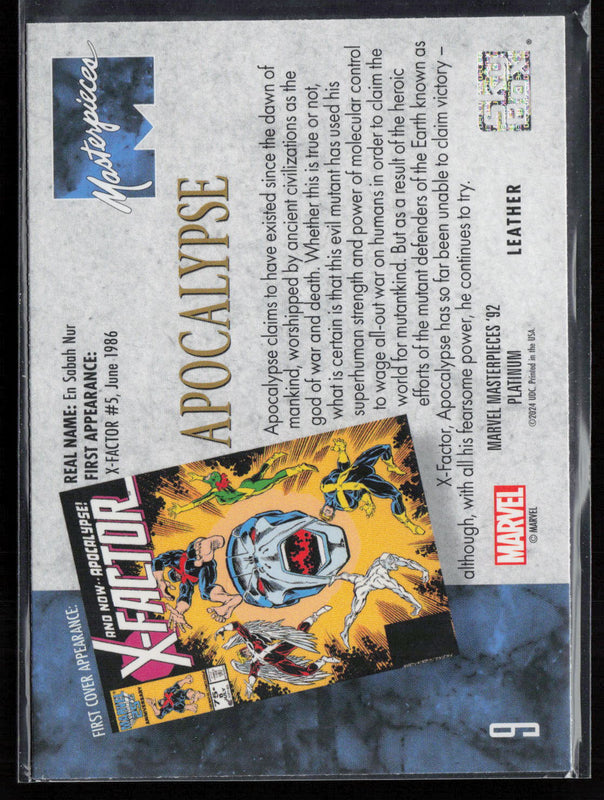 FIRST COVER APPEARANCE:
AND NOW--APOCALYPSE!
X-FACTOR
75¢
REAL NAME: En Sabah Nur
FIRST APPEARANCE:
X-FACTOR #5, June 1986
Masterpieces
APOCALYPSE
Apocalypse claims to have existed since the dawn of
mankind, worshipped by ancient civilizations as the
god of war and death. Whether this is true or not,
what is certain is that this evil mutant has used his
superhuman strength and power of molecular control
to wage all-out war on humans in order to claim the
world for mutantkind. But as a result of the heroic
efforts of the mutant defenders of the Earth known as
X-Factor, Apocalypse has so far been unable to claim victory –
although, with all his fearsome power, he continues to try.
MARVEL
© MARVEL
MARVEL MASTERPIECES '92
PLATINUM
©2024 UDC. Printed in the USA.
LEATHER
SKY
BOX
®
9